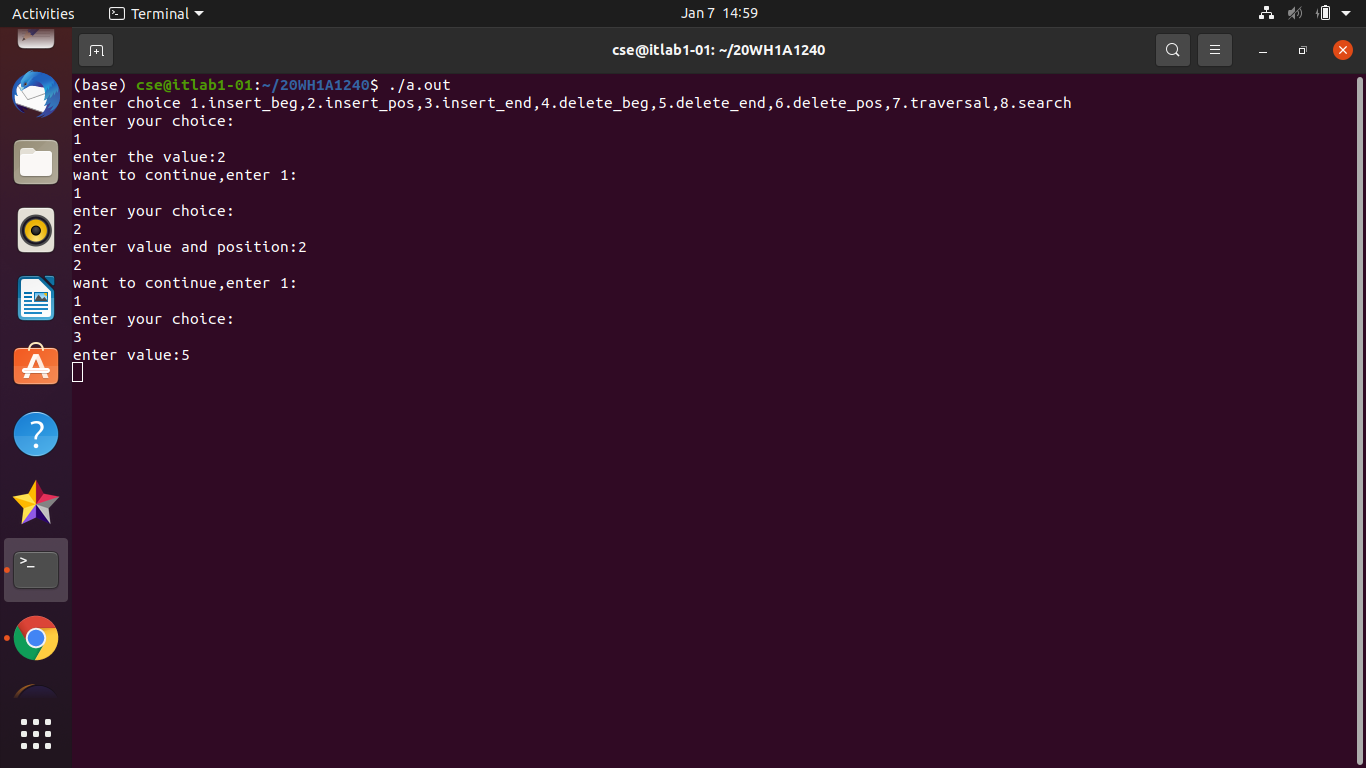 Activities
Terminal
Jan 7 14:59
cse@itlab1-01: ~/20WH1A1240
(base) cse@itlab1-01:~/20WH1A1240$ ./a.out
enter choice 1.insert_beg,2.insert_pos,3.insert_end,4.delete_beg,5.delete_end,6.delete_pos,7.traversal,8.search
enter your choice:
1
enter the value:2
want to continue,enter 1:
1
enter your choice:
2
enter value and position:2
2
want to continue,enter 1:
1
enter your choice:
3
enter value:5